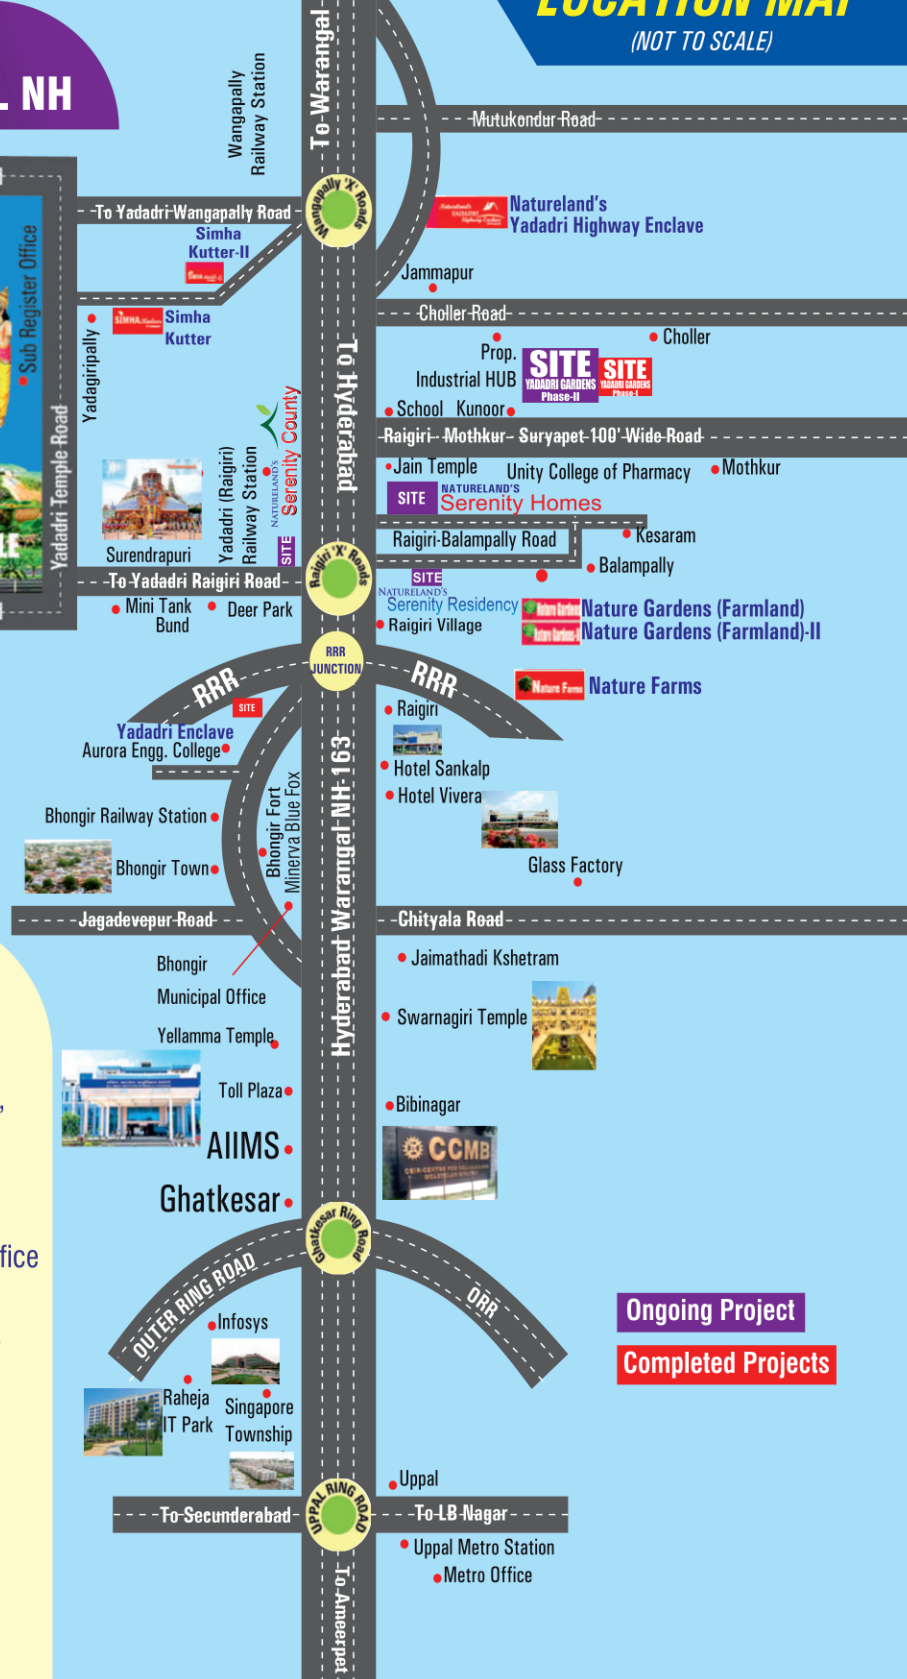 LOCATION MAP
(NOT TO SCALE)
L NH
To Warangal
Wangapally
Railway Station
Mutukondur Road
Wangapally 'X' Roads
To Yadadri Wangapally Road
Natureland's
Yadadri Highway Enclave
Simha
Kutter-II
Jammapur
Sub Register Office
SIMHA
Simha
Kutter
Choller Road
Choller
Yadagiripally
To Hyderabad
Prop.
Industrial HUB
SITE
YADADRI GARDENS
Phase-II
SITE
YADADRI GARDENS
Phase-I
School
Kunoor
Raigiri - Mothkur - Suryapet 100' Wide Road
Yadadri Temple Road
NATURELAND'S
Serenity County
SITE
Yadadri (Raigiri)
Railway Station
Jain Temple
Unity College of Pharmacy
Mothkur
SITE
NATURELAND'S
Serenity Homes
Surendrapuri
Raigiri-Balampally Road
Kesaram
LE
Raigiri 'X' Roads
Balampally
To Yadadri Raigiri Road
SITE
NATURELAND'S
Serenity Residency
Mini Tank
Bund
Deer Park
Raigiri Village
Nature Gardens
Nature Gardens (Farmland)
Nature Gardens-II
Nature Gardens (Farmland)-II
RRR
JUNCTION
RRR
RRR
Nature Farms
Nature Farms
SITE
Yadadri Enclave
Raigiri
Aurora Engg. College
Hotel Sankalp
Hotel Vivera
Bhongir Fort
Minerva Blue Fox
Hyderabad Warangal NH-163
Bhongir Railway Station
Bhongir Town
Glass Factory
Jagadevepur Road
Chityala Road
Bhongir
Municipal Office
Jaimathadi Kshetram
Swarnagiri Temple
Yellamma Temple
Toll Plaza
Bibinagar
AIIMS
CCMB
Ghatkesar
Ghatkesar Ring Road
fice
OUTER RING ROAD
ORR
Ongoing Project
Infosys
Completed Projects
Raheja
IT Park
Singapore
Township
Uppal
To Secunderabad
UPPAL RING ROAD
To LB Nagar
Uppal Metro Station
Metro Office
To Ameerpet